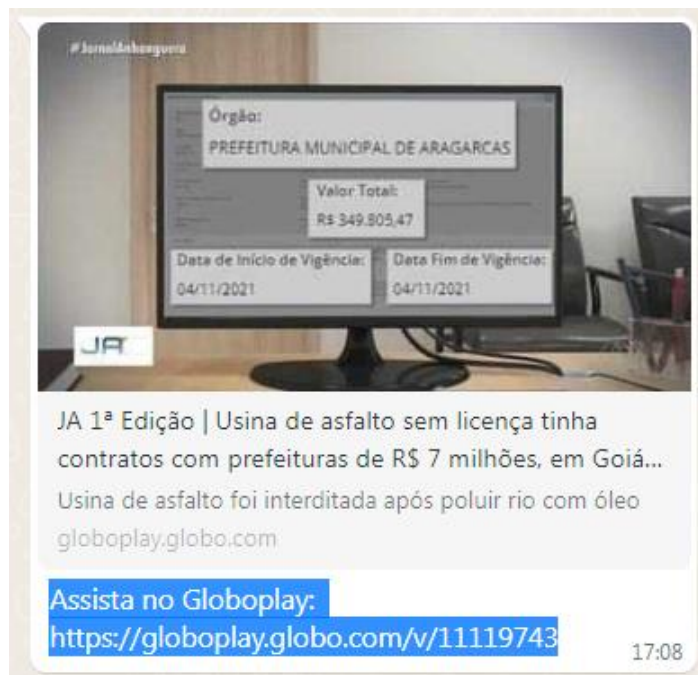 #JornalAnhanguera
Órgão:
PREFEITURA MUNICIPAL DE ARAGARCAS
Valor Total:
R$ 349.805,47
Data de Início de Vigência:
04/11/2021
Data Fim de Vigência:
04/11/2021
JA
JA 1ª Edição | Usina de asfalto sem licença tinha
contratos com prefeituras de R$ 7 milhões, em Goiá...
Usina de asfalto foi interditada após poluir rio com óleo
globoplay.globo.com
Assista no Globoplay:
https://globoplay.globo.com/v/11119743
17:08